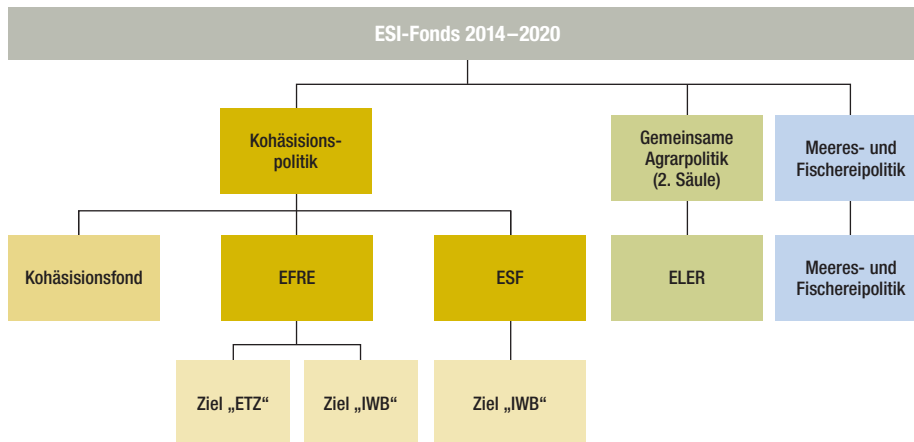 ESI-Fonds 2014–2020
Kohäsisions-
politik
Gemeinsame
Agrarpolitik
(2. Säule)
Meeres- und
Fischereipolitik
Kohäsisionsfond
EFRE
ESF
ELER
Meeres- und
Fischereipolitik
Ziel „ETZ“
Ziel „IWB“
Ziel „IWB“